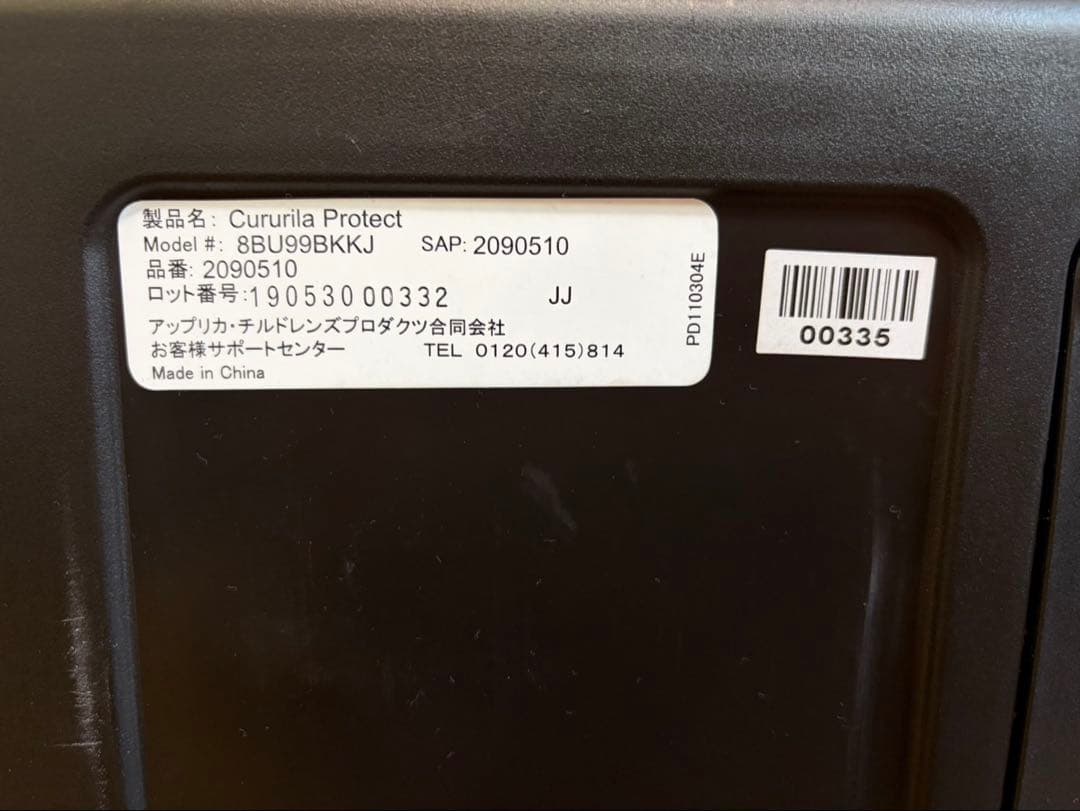 製品名: Cururila Protect
Model #: 8BU99BKKJ SAP: 2090510
品番: 2090510
ロット番号:190530 00332 JJ
アップリカ・チルドレンズプロダクツ合同会社
お客様サポートセンター TEL 0120(415)814
Made in China
PD110304E
00335